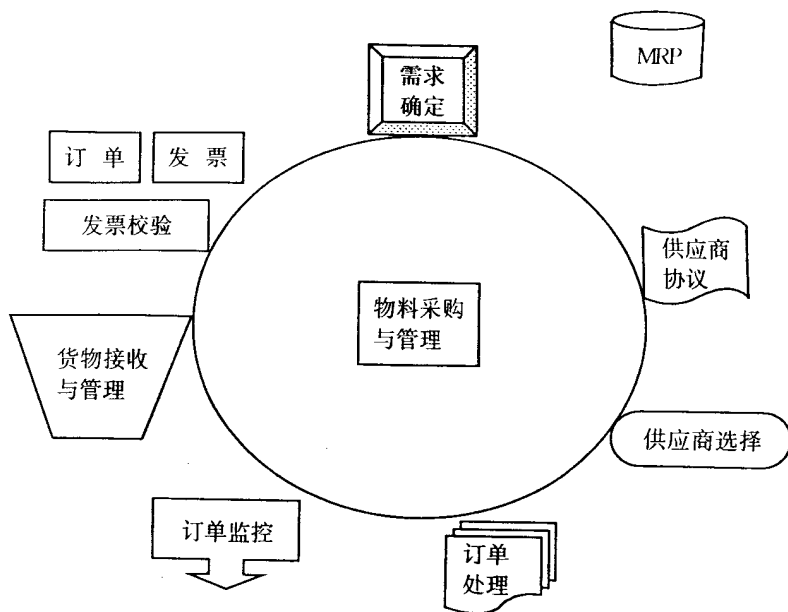 需求
确定
MRP
订 单
发 票
发票校验
供应商
协议
物料采购
与管理
货物接收
与管理
供应商选择
订单监控
订单
处理